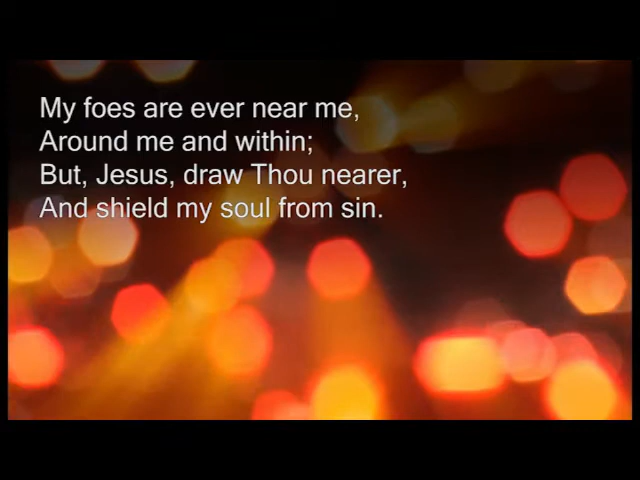 My foes are ever near me,
Around me and within;
But, Jesus, draw Thou nearer,
And shield my soul from sin.